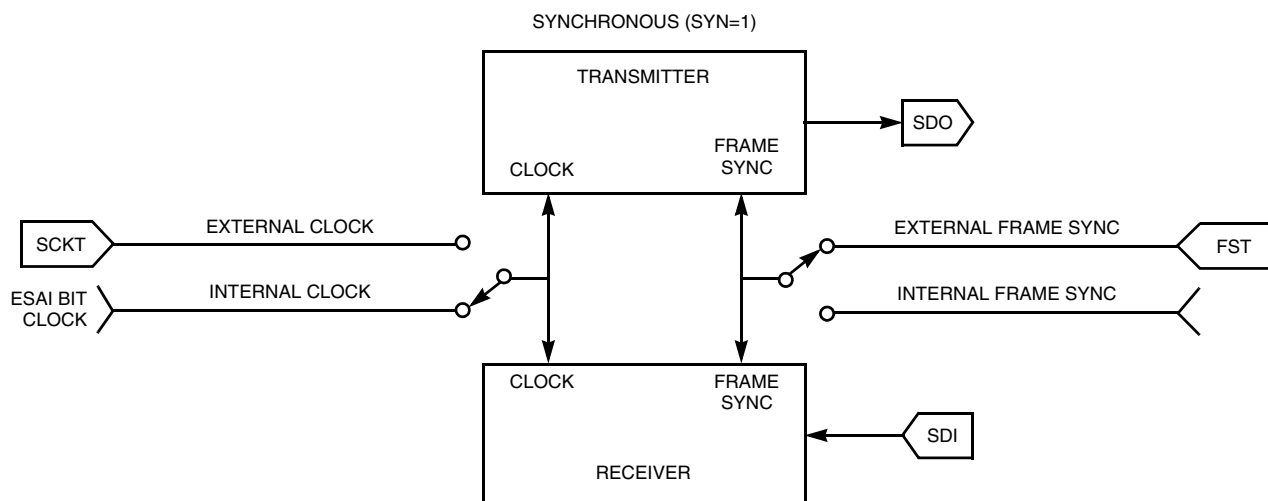 SYNCHRONOUS (SYN=1)
TRANSMITTER
SDO
FRAME
SYNC
CLOCK
EXTERNAL CLOCK
EXTERNAL FRAME SYNC
SCKT
FST
ESAI BIT
CLOCK
INTERNAL CLOCK
INTERNAL FRAME SYNC
CLOCK
FRAME
SYNC
SDI
RECEIVER